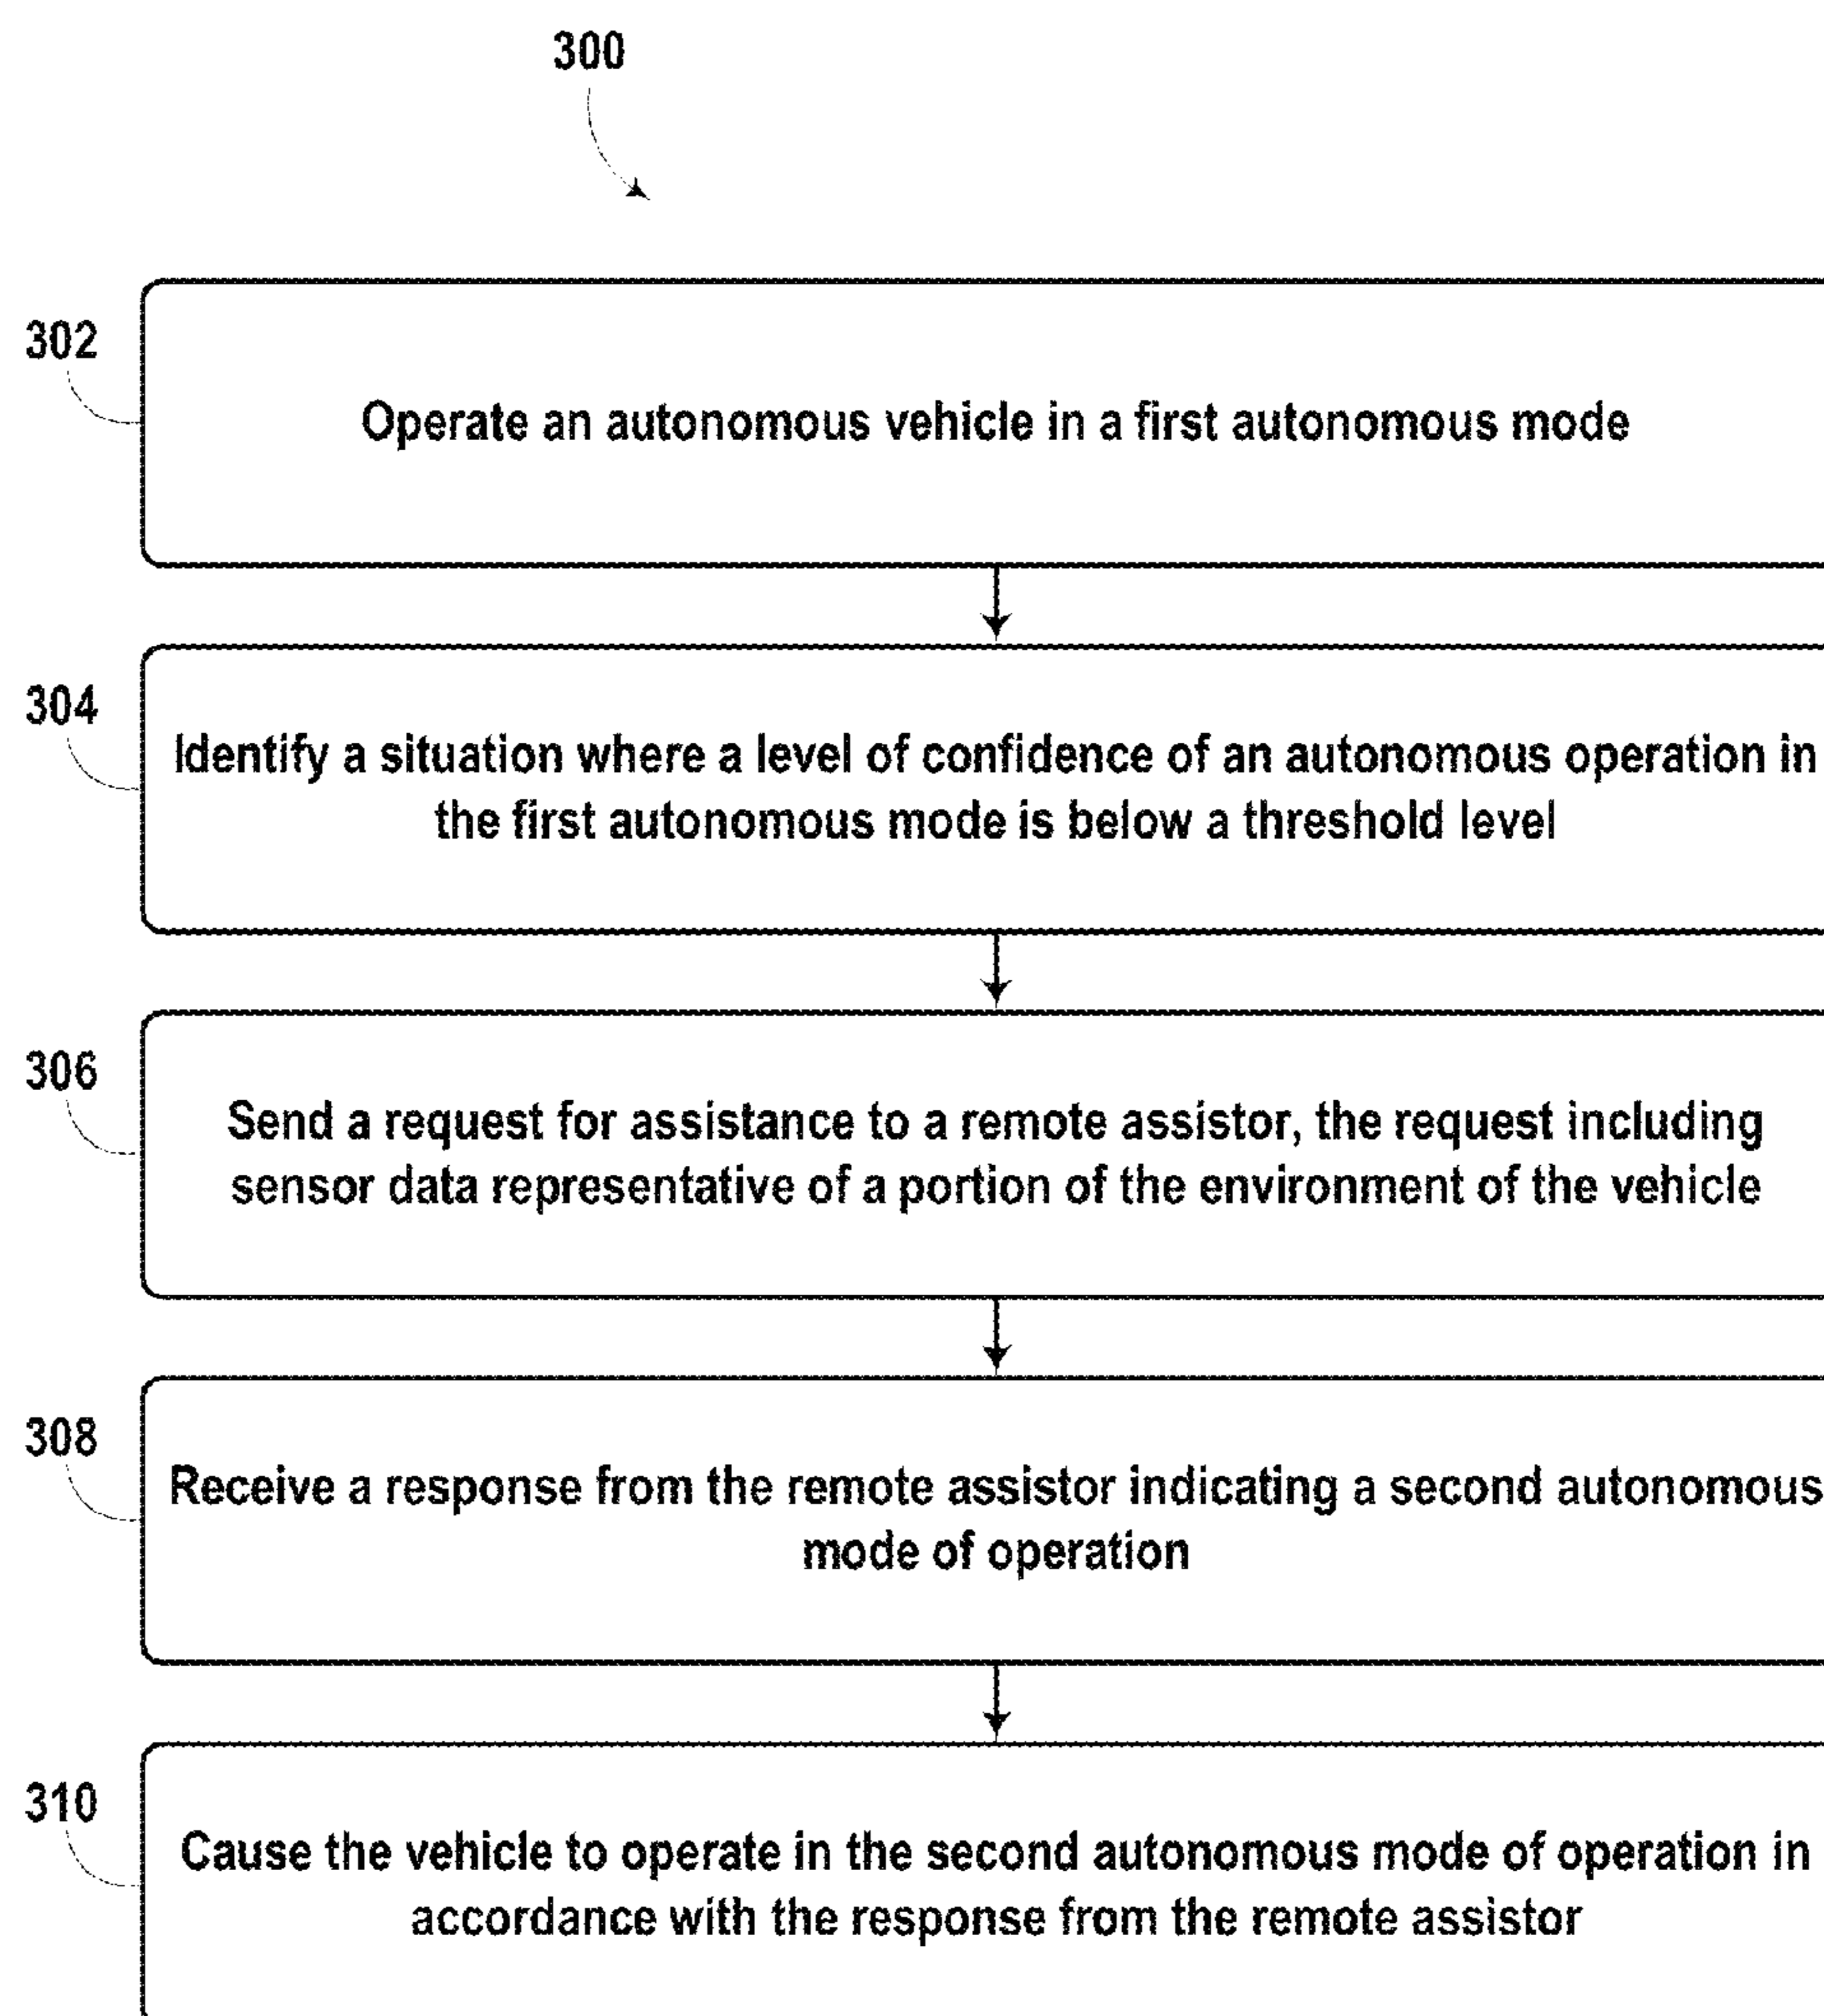 300
302
Operate an autonomous vehicle in a first autonomous mode
304
Identify a situation where a level of confidence of an autonomous operation in
the first autonomous mode is below a threshold level
306
Send a request for assistance to a remote assistor, the request including
sensor data representative of a portion of the environment of the vehicle
308
Receive a response from the remote assistor indicating a second autonomous
mode of operation
310
Cause the vehicle to operate in the second autonomous mode of operation in
accordance with the response from the remote assistor